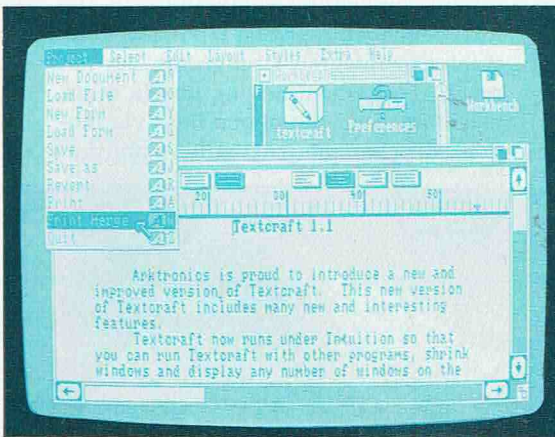 Project Select Edit Layout Styles Extra Help
New Document A R
Load File A O
New Form A Y
Load Form A G
Save A S
Save as A J
Revert A K
Print A A
Print Merge A M
Quit A
Workbench
textcraft
Preferences
Workbench
20 30 40 50
Textcraft 1.1
Arktronics is proud to introduce a new and
improved version of Textcraft. This new version
of Textcraft includes many new and interesting
features.
Textcraft now runs under Intuition so that
you can run Textcraft with other programs, shrink
windows and display any number of windows on the